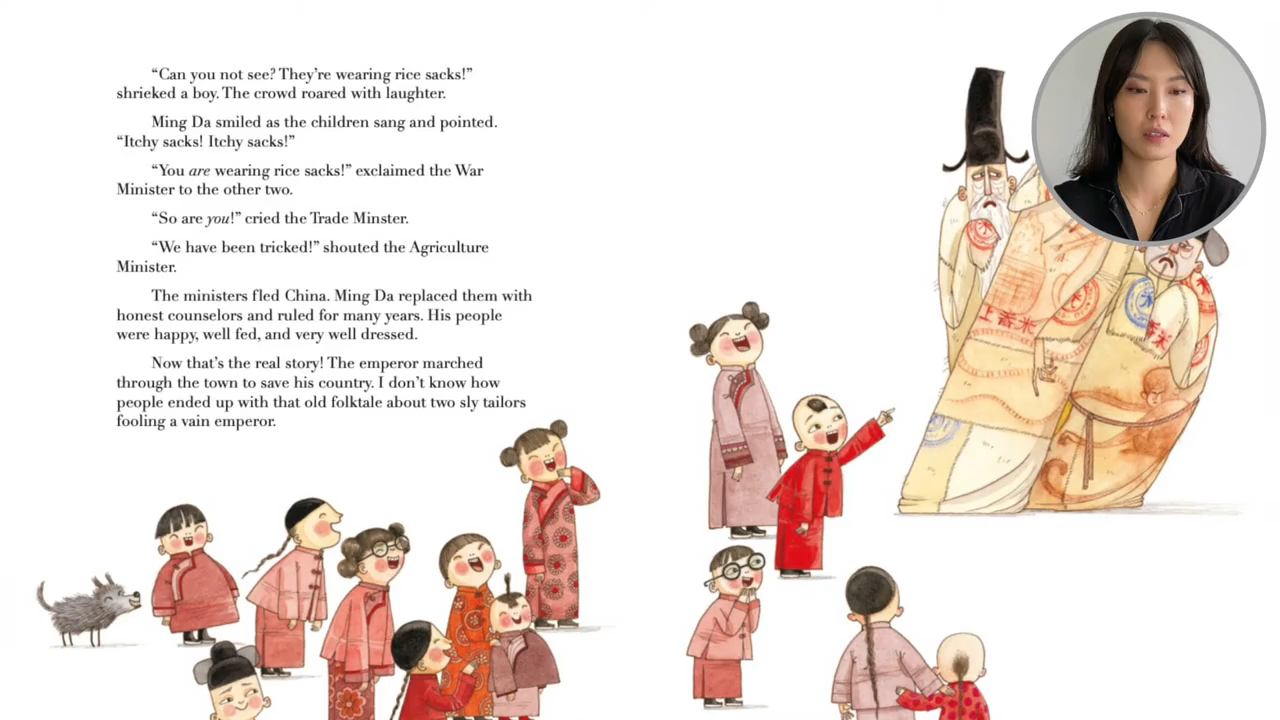 “Can you not see? They’re wearing rice sacks!”
shrieked a boy. The crowd roared with laughter.
Ming Da smiled as the children sang and pointed.
“Itchy sacks! Itchy sacks!”
“You are wearing rice sacks!” exclaimed the War
Minister to the other two.
“So are you!” cried the Trade Minster.
“We have been tricked!” shouted the Agriculture
Minister.
The ministers fled China. Ming Da replaced them with
honest counselors and ruled for many years. His people
were happy, well fed, and very well dressed.
Now that’s the real story! The emperor marched
through the town to save his country. I don’t know how
people ended up with that old folktale about two sly tailors
fooling a vain emperor.
上香米